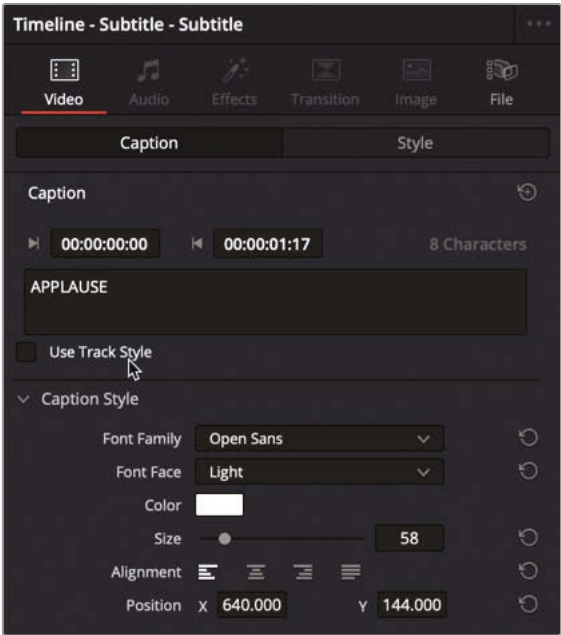 Timeline - Subtitle - Subtitle
Video Audio Effects Transition Image File
Caption Style
Caption
00:00:00:00 00:00:01:17 8 Characters
APPLAUSE
Use Track Style
Caption Style
Font Family Open Sans
Font Face Light
Color
Size 58
Alignment
Position X 640.000 Y 144.000